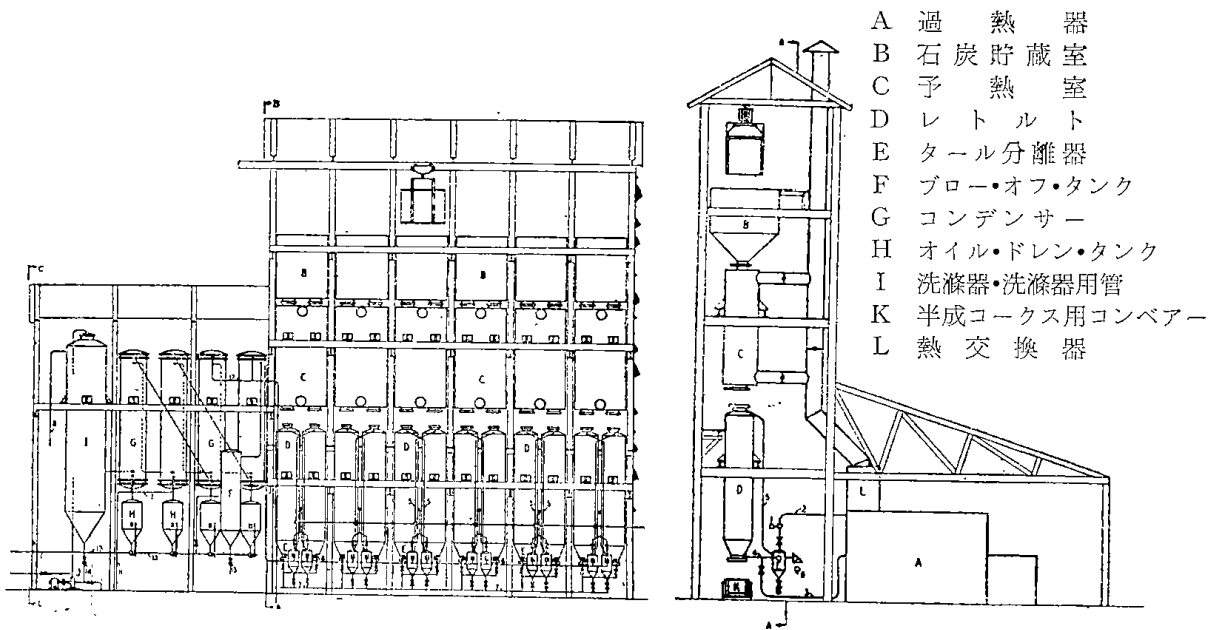 A 過熱器
B 石炭貯蔵室
C 予熱室
D レトルト
E タール分離器
F ブロー・オフ・タンク
G コンデンサー
H オイル・ドレン・タンク
I 洗滌器・洗滌器用管
K 半成コークス用コンベアー
L 熱交換器
C
B
B
B
C
C
D
D
D
I
G
G
F
H
H
A
B
C
D
L
A
K
A